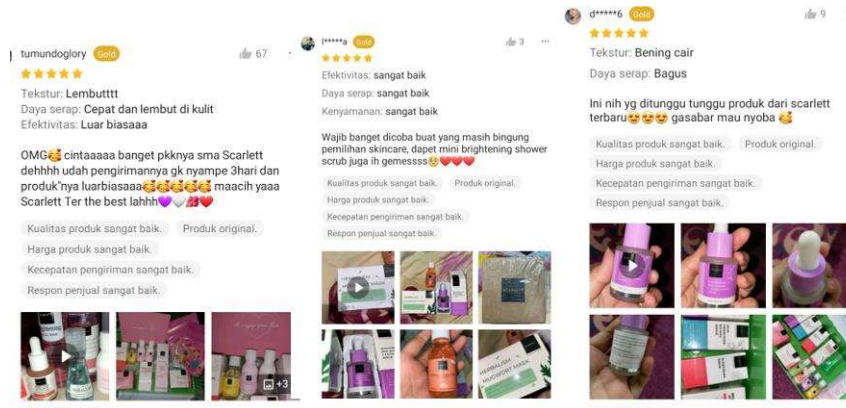 tumundoglory Gold 67
Tekstur: Lembutttt
Daya serap: Cepat dan lembut di kulit
Efektivitas: Luar biasaaa
OMG🥰 cintaaaaa banget pkknya sma Scarlett
dehhhh udah pengirimannya gk nyampe 3hari dan
produk"nya luarbiasaaa🥰🥰🥰🥰🥰 maacih yaaa
Scarlett Ter the best lahhh💜🤍🌺❤️
Kualitas produk sangat baik. Produk original.
Harga produk sangat baik.
Kecepatan pengiriman sangat baik.
Respon penjual sangat baik.
+3
l*****a Gold 3
Efektivitas: sangat baik
Daya serap: sangat baik
Kenyamanan: sangat baik
Wajib banget dicoba buat yang masih bingung
pemilihan skincare, dapet mini brightening shower
scrub juga ih gemessss🥺❤️❤️❤️
Kualitas produk sangat baik. Produk original.
Harga produk sangat baik.
Kecepatan pengiriman sangat baik.
Respon penjual sangat baik.
HERBALISM
MUGWORT MASK
d*****6 Gold 9
Tekstur: Bening cair
Daya serap: Bagus
Ini nih yg ditunggu tunggu produk dari scarlett
terbaru😍😍😍 gasabar mau nyoba 🥰
Kualitas produk sangat baik. Produk original.
Harga produk sangat baik.
Kecepatan pengiriman sangat baik.
Respon penjual sangat baik.